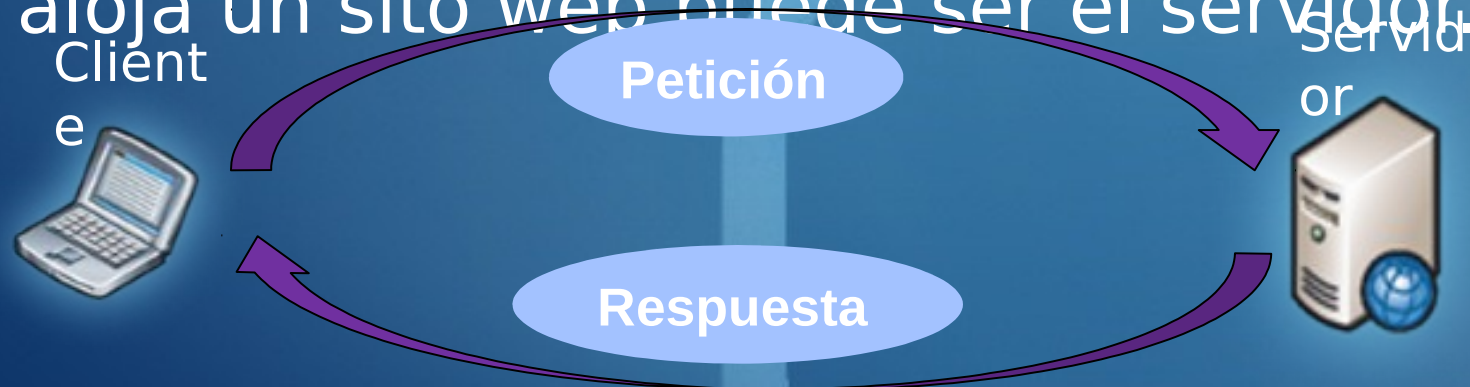 aloja un sito web puede ser el servidor.
Client
e
Servid
or
Petición
Respuesta